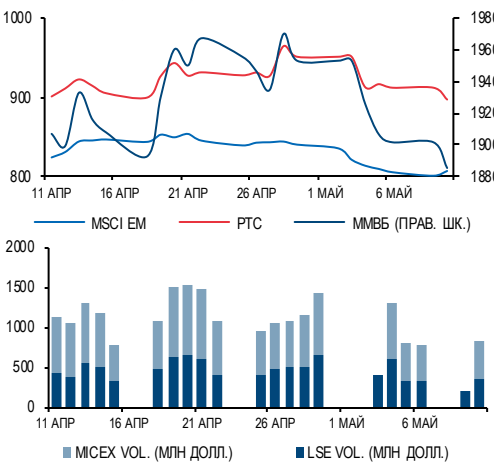 1000 1980
1960
1940
900 1920
1900
800 1880
11 АПР 16 АПР 21 АПР 26 АПР 1 МАЙ 6 МАЙ
MSCI EM РТС ММВБ (ПРАВ. ШК.)
2000
1500
1000
500
0
11 АПР 16 АПР 21 АПР 26 АПР 1 МАЙ 6 МАЙ
MICEX VOL. (МЛН ДОЛЛ.) LSE VOL. (МЛН ДОЛЛ.)